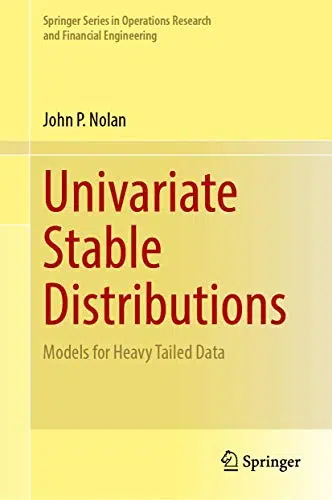 Springer Series in Operations Research
and Financial Engineering
John P. Nolan
Univariate
Stable
Distributions
Models for Heavy Tailed Data
Springer